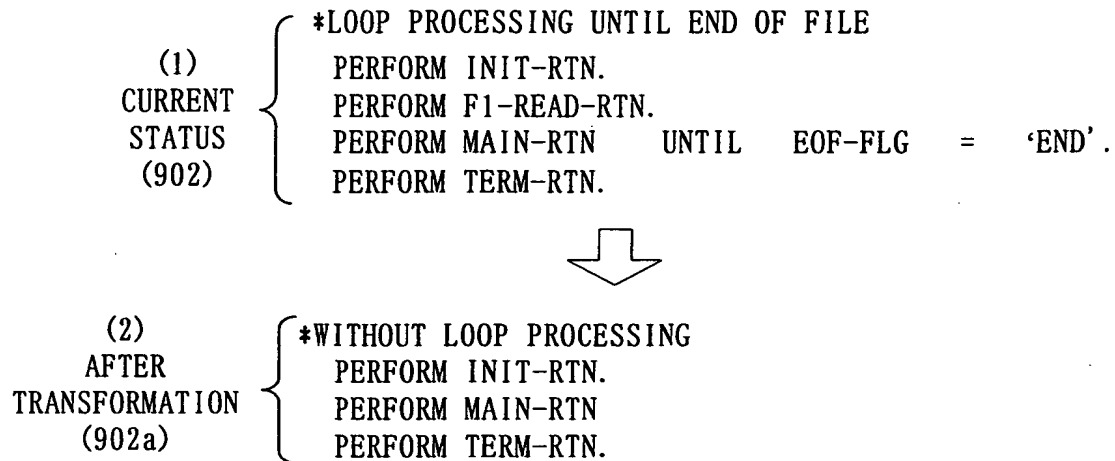 *LOOP PROCESSING UNTIL END OF FILE
(1)
CURRENT
STATUS
(902)
PERFORM INIT-RTN.
PERFORM F1-READ-RTN.
PERFORM MAIN-RTN UNTIL EOF-FLG = ‘END’.
PERFORM TERM-RTN.
(2)
AFTER
TRANSFORMATION
(902a)
*WITHOUT LOOP PROCESSING
PERFORM INIT-RTN.
PERFORM MAIN-RTN
PERFORM TERM-RTN.